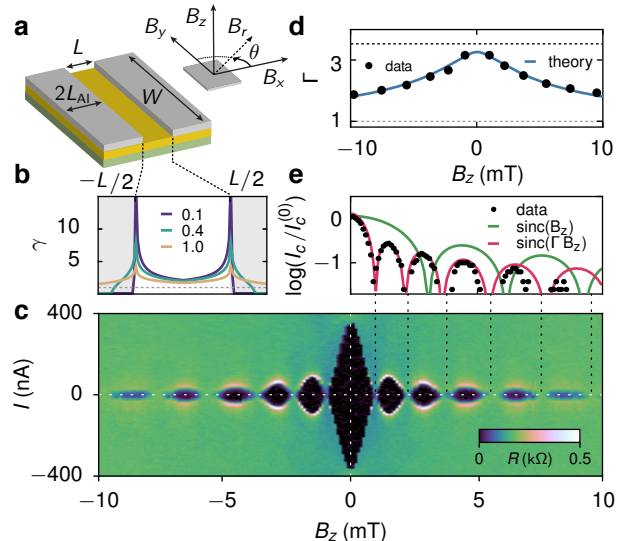 a
L
2L_Al
W
B_z
B_y
B_r
θ
B_x
d
Γ
3
1
data
theory
−10
0
10
B_z (mT)
b
−L/2
L/2
γ
10
5
0.1
0.4
1.0
e
log(I_c/I_c^(0))
0
−1
data
sinc(B_z)
sinc(Γ B_z)
c
I (nA)
400
0
−400
R (kΩ)
0
0.5
−10
−5
0
5
10
B_z (mT)